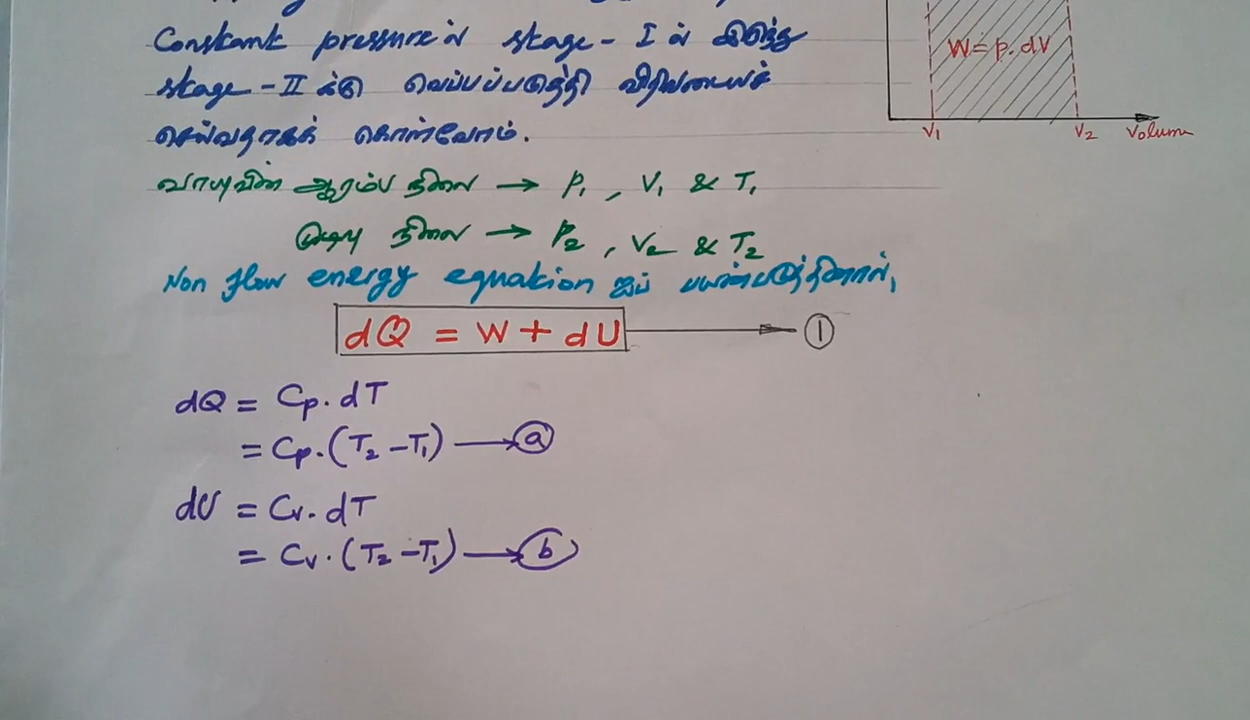 Constant pressure ல் stage - I ல் இருந்து
stage - II க்கு வெப்பப்படுத்தி விரிவடையச்
செய்வதாகக் கொள்வோம்.
வாயுவின் ஆரம்ப நிலை → P₁ , V₁ & T₁
முடிவு நிலை → P₂ , V₂ & T₂
Non flow energy equation ஐப் பயன்படுத்தினால்,
dQ = W + dU → ①
dQ = Cp. dT
= Cp. (T₂ - T₁) → ⓐ
dU = Cv. dT
= Cv. (T₂ - T₁) → ⓑ
W = p. dV
V₁ V₂ Volume